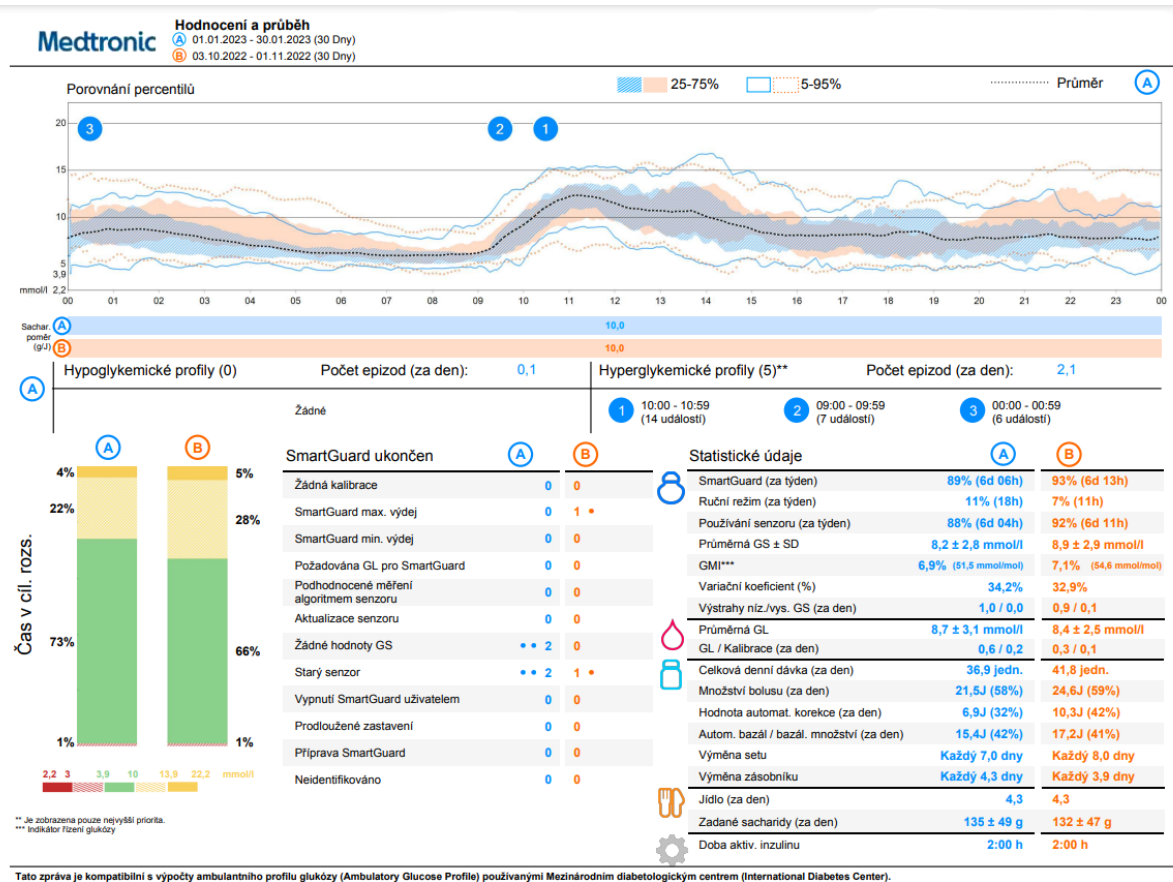 Medtronic
Hodnocení a průběh
A 01.01.2023 - 30.01.2023 (30 Dny)
B 03.10.2022 - 01.11.2022 (30 Dny)
Porovnání percentilů
25-75%
5-95%
Průměr
A
20
15
10
5
3,9
mmol/l 2,2
3
2
1
00 01 02 03 04 05 06 07 08 09 10 11 12 13 14 15 16 17 18 19 20 21 22 23 00
Sachar. poměr (g/J)
A 10,0
B 10,0
A
Hypoglykemické profily (0) Počet epizod (za den): 0,1
Žádné
Hyperglykemické profily (5)** Počet epizod (za den): 2,1
1 10:00 - 10:59 (14 událostí)
2 09:00 - 09:59 (7 událostí)
3 00:00 - 00:59 (6 událostí)
Čas v cíl. rozs.
A B
4% 5%
22% 28%
73% 66%
1% 1%
2,2 3 3,9 10 13,9 22,2 mmol/l
** Je zobrazena pouze nejvyšší priorita.
*** Indikátor řízení glukózy
SmartGuard ukončen A B
Žádná kalibrace 0 0
SmartGuard max. výdej 0 1
SmartGuard min. výdej 0 0
Požadována GL pro SmartGuard 0 0
Podhodnocené měření
algoritmem senzoru 0 0
Aktualizace senzoru 0 0
Žádné hodnoty GS 2 0
Starý senzor 2 1
Vypnutí SmartGuard uživatelem 0 0
Prodloužené zastavení 0 0
Příprava SmartGuard 0 0
Neidentifikováno 0 0
Statistické údaje A B
SmartGuard (za týden) 89% (6d 06h) 93% (6d 13h)
Ruční režim (za týden) 11% (18h) 7% (11h)
Používání senzoru (za týden) 88% (6d 04h) 92% (6d 11h)
Průměrná GS ± SD 8,2 ± 2,8 mmol/l 8,9 ± 2,9 mmol/l
GMI*** 6,9% (51,5 mmol/mol) 7,1% (54,6 mmol/mol)
Variační koeficient (%) 34,2% 32,9%
Výstrahy níz./vys. GS (za den) 1,0 / 0,0 0,9 / 0,1
Průměrná GL 8,7 ± 3,1 mmol/l 8,4 ± 2,5 mmol/l
GL / Kalibrace (za den) 0,6 / 0,2 0,3 / 0,1
Celková denní dávka (za den) 36,9 jedn. 41,8 jedn.
Množství bolusu (za den) 21,5J (58%) 24,6J (59%)
Hodnota automat. korekce (za den) 6,9J (32%) 10,3J (42%)
Autom. bazál / bazál. množství (za den) 15,4J (42%) 17,2J (41%)
Výměna setu Každý 7,0 dny Každý 8,0 dny
Výměna zásobníku Každý 4,3 dny Každý 3,9 dny
Jídlo (za den) 4,3 4,3
Zadané sacharidy (za den) 135 ± 49 g 132 ± 47 g
Doba aktiv. inzulinu 2:00 h 2:00 h
Tato zpráva je kompatibilní s výpočty ambulantního profilu glukózy (Ambulatory Glucose Profile) používanými Mezinárodním diabetologickým centrem (International Diabetes Center).